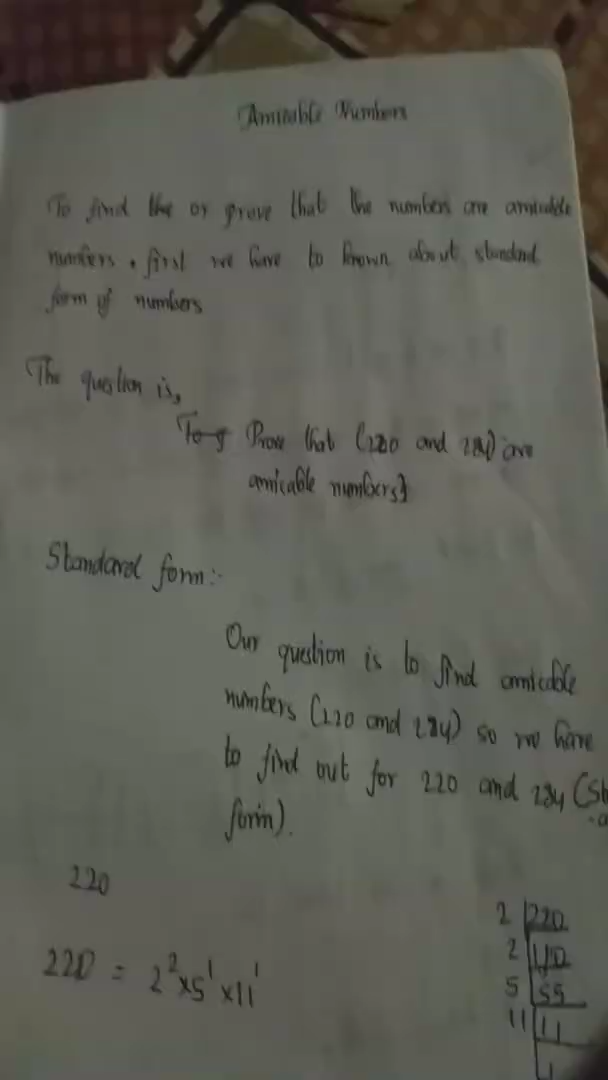 Amicable Numbers
To find the or prove that the numbers are amicable
numbers, first we have to known about standard
form of numbers
The question is,
To Prove that (220 and 284) are
amicable numbers}
Standard form:-
Our question is to find amicable
numbers (220 and 284) so we have
to find out for 220 and 284 (St
form).
220
220 = 2² × 5¹ × 11¹
2 | 220
2 | 110
5 | 55
11 | 11
1